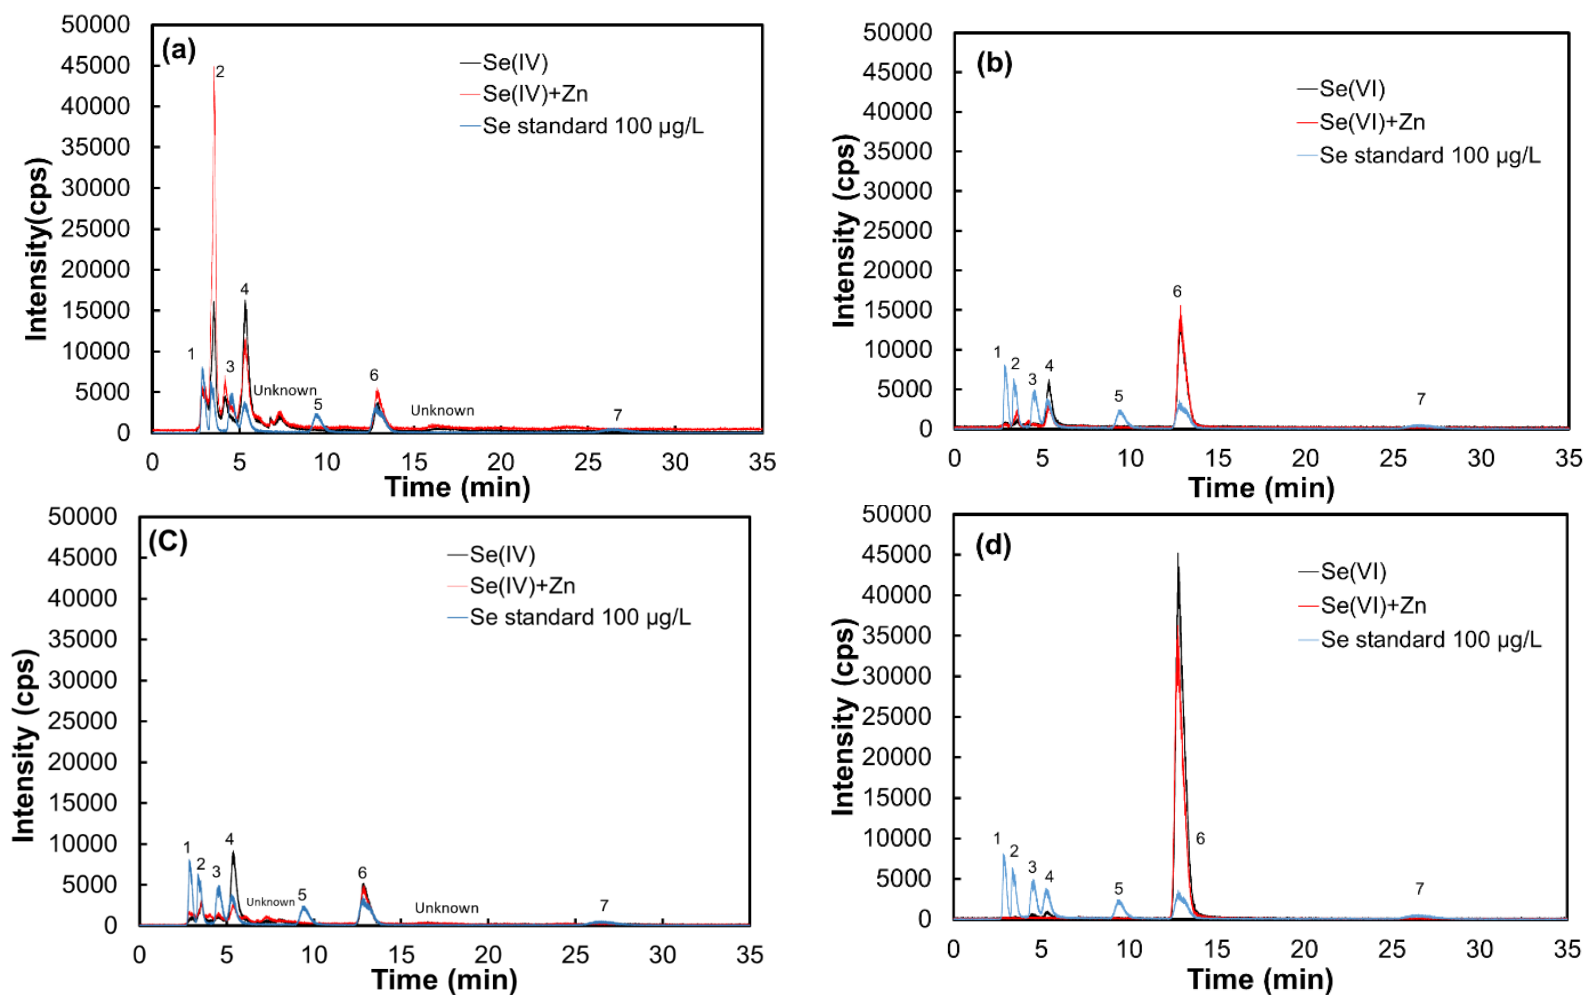 (a)
Intensity(cps)
50000
45000
40000
35000
30000
25000
20000
15000
10000
5000
0
Se(IV)
Se(IV)+Zn
Se standard 100 µg/L
1
2
3
4
Unknown
5
6
Unknown
7
0 5 10 15 20 25 30 35
Time (min)
(b)
Intensity (cps)
50000
45000
40000
35000
30000
25000
20000
15000
10000
5000
0
Se(VI)
Se(VI)+Zn
Se standard 100 µg/L
1
2
3
4
5
6
7
0 5 10 15 20 25 30 35
Time (min)
(C)
Intensity (cps)
50000
45000
40000
35000
30000
25000
20000
15000
10000
5000
0
Se(IV)
Se(IV)+Zn
Se standard 100 µg/L
1
2
3
4
Unknown
5
6
Unknown
7
0 5 10 15 20 25 30 35
Time (min)
(d)
Intensity (cps)
50000
45000
40000
35000
30000
25000
20000
15000
10000
5000
0
Se(VI)
Se(VI)+Zn
Se standard 100 µg/L
1
2
3
4
5
6
7
0 5 10 15 20 25 30 35
Time (min)